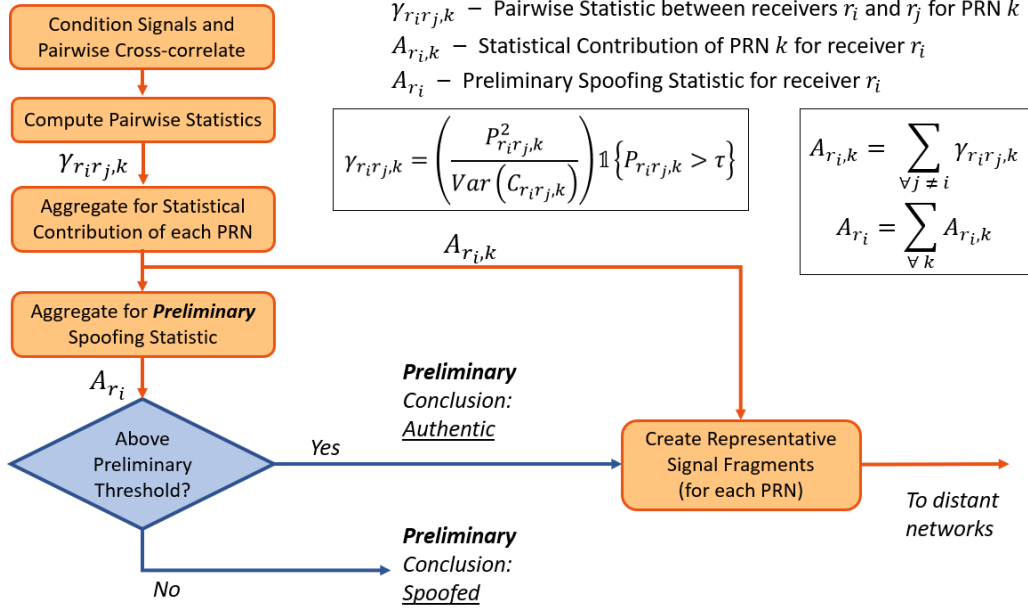 Condition Signals and
Pairwise Cross-correlate
Compute Pairwise Statistics
γ_{r_i r_j,k}
Aggregate for Statistical
Contribution of each PRN
A_{r_i,k}
Aggregate for Preliminary
Spoofing Statistic
A_{r_i}
Above
Preliminary
Threshold?
Yes
No
Preliminary
Conclusion:
Authentic
Preliminary
Conclusion:
Spoofed
Create Representative
Signal Fragments
(for each PRN)
To distant
networks
γ_{r_i r_j,k} – Pairwise Statistic between receivers r_i and r_j for PRN k
A_{r_i,k} – Statistical Contribution of PRN k for receiver r_i
A_{r_i} – Preliminary Spoofing Statistic for receiver r_i
γ_{r_i r_j,k} = (P²_{r_i r_j,k} / Var(C_{r_i r_j,k})) 𝟙{P_{r_i r_j,k} > τ}
A_{r_i,k} = ∑_{∀j ≠ i} γ_{r_i r_j,k}
A_{r_i} = ∑_{∀ k} A_{r_i,k}